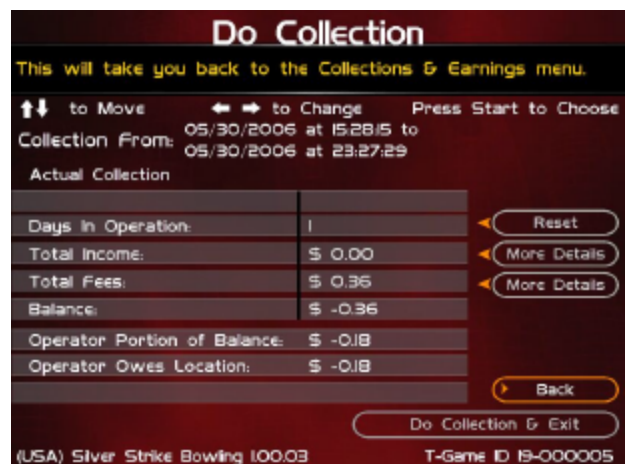 Do Collection
This will take you back to the Collections & Earnings menu.
to Move to Change Press Start to Choose
Collection From: 05/30/2006 at 15:28:15 to
05/30/2006 at 23:27:29
Actual Collection
Days In Operation: 1 Reset
Total Income: $ 0.00 More Details
Total Fees: $ 0.36 More Details
Balance: $ -0.36
Operator Portion of Balance: $ -0.18
Operator Owes Location: $ -0.18
Back
Do Collection & Exit
(USA) Silver Strike Bowling 1.00.03 T-Game ID 19-000005